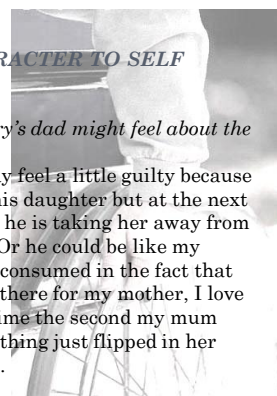 RACTER TO SELF
ry's dad might feel about the
y feel a little guilty because
his daughter but at the next
he is taking her away from
Or he could be like my
consumed in the fact that
there for my mother, I love
ime the second my mum
thing just flipped in her
.